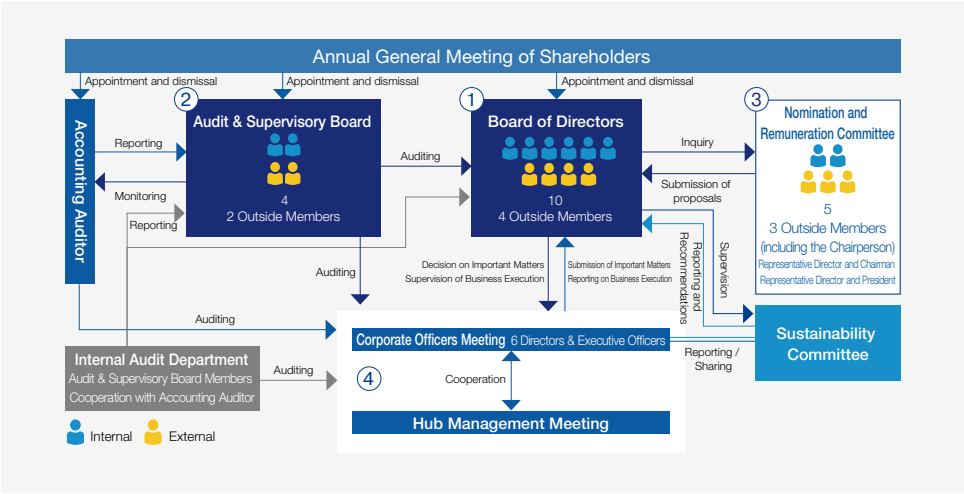 Annual General Meeting of Shareholders
Appointment and dismissal
Appointment and dismissal
Appointment and dismissal
Accounting Auditor
2
Audit & Supervisory Board
4
2 Outside Members
1
Board of Directors
10
4 Outside Members
3
Nomination and
Remuneration Committee
5
3 Outside Members
(including the Chairperson)
Representative Director and Chairman
Representative Director and President
Reporting
Monitoring
Reporting
Auditing
Inquiry
Submission of
proposals
Auditing
Decision on Important Matters
Supervision of Business Execution
Submission of Important Matters
Reporting on Business Execution
Reporting and
Recommendations
Supervision
Auditing
Internal Audit Department
Audit & Supervisory Board Members
Cooperation with Accounting Auditor
Auditing
Corporate Officers Meeting 6 Directors & Executive Officers
4
Cooperation
Hub Management Meeting
Reporting /
Sharing
Sustainability
Committee
Internal
External